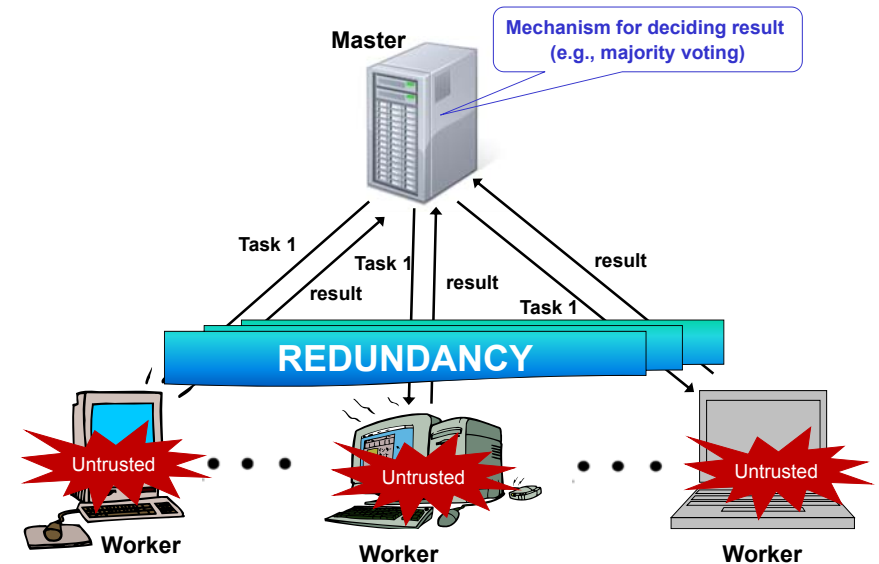 Master
Mechanism for deciding result
(e.g., majority voting)
Task 1
Task 1
result
result
result
Task 1
REDUNDANCY
Untrusted
Untrusted
Untrusted
Worker
Worker
Worker